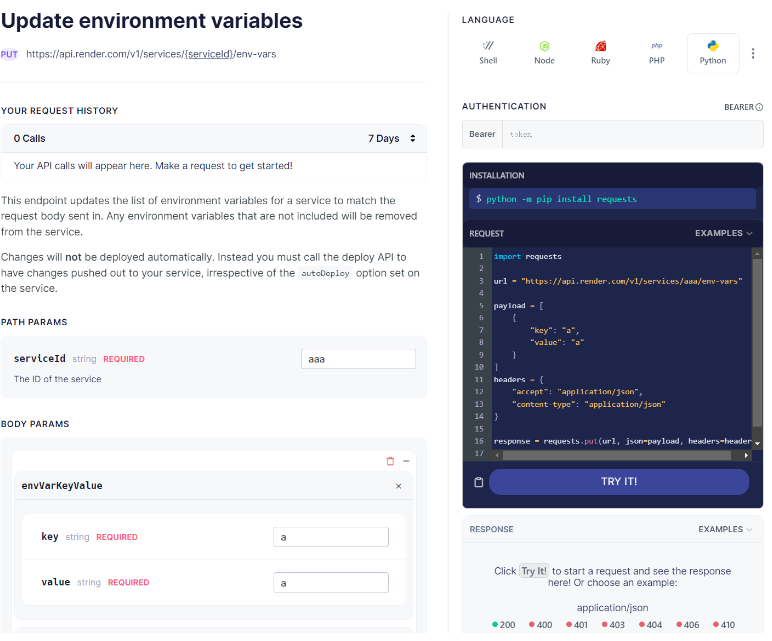 Update environment variables
PUT https://api.render.com/v1/services/{serviceId}/env-vars
YOUR REQUEST HISTORY
0 Calls 7 Days
Your API calls will appear here. Make a request to get started!
This endpoint updates the list of environment variables for a service to match the
request body sent in. Any environment variables that are not included will be removed
from the service.
Changes will not be deployed automatically. Instead you must call the deploy API to
have changes pushed out to your service, irrespective of the autoDeploy option set on
the service.
PATH PARAMS
serviceId string REQUIRED aaa
The ID of the service
BODY PARAMS
envVarKeyValue
key string REQUIRED a
value string REQUIRED a
LANGUAGE
Shell Node Ruby php PHP Python
AUTHENTICATION BEARER
Bearer token
INSTALLATION
$ python -m pip install requests
REQUEST EXAMPLES
1 import requests
2
3 url = "https://api.render.com/v1/services/aaa/env-vars"
4
5 payload = [
6 {
7 "key": "a",
8 "value": "a"
9 }
10 ]
11 headers = {
12 "accept": "application/json",
13 "content-type": "application/json"
14 }
15
16 response = requests.put(url, json=payload, headers=header
17
TRY IT!
RESPONSE EXAMPLES
Click Try It! to start a request and see the response
here! Or choose an example:
application/json
200 400 401 403 404 406 410